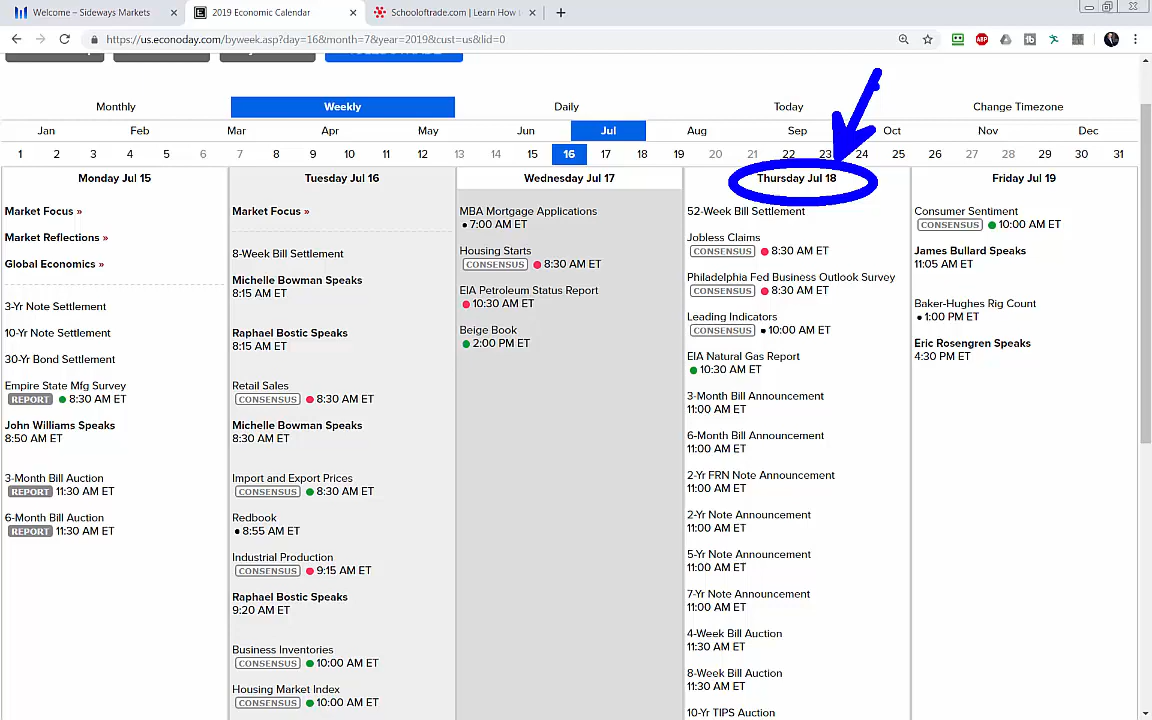 Welcome – Sideways Markets
2019 Economic Calendar
Schooloftrade.com | Learn How
https://us.econoday.com/byweek.asp?day=16&month=7&year=2019&cust=us&lid=0
Monthly Weekly Daily Today Change Timezone
Jan Feb Mar Apr May Jun Jul Aug Sep Oct Nov Dec
1 2 3 4 5 6 7 8 9 10 11 12 13 14 15 16 17 18 19 20 21 22 23 24 25 26 27 28 29 30 31
Monday Jul 15
Market Focus »
Market Reflections »
Global Economics »
3-Yr Note Settlement
10-Yr Note Settlement
30-Yr Bond Settlement
Empire State Mfg Survey
REPORT 8:30 AM ET
John Williams Speaks
8:50 AM ET
3-Month Bill Auction
REPORT 11:30 AM ET
6-Month Bill Auction
REPORT 11:30 AM ET
Tuesday Jul 16
Market Focus »
8-Week Bill Settlement
Michelle Bowman Speaks
8:15 AM ET
Raphael Bostic Speaks
8:15 AM ET
Retail Sales
CONSENSUS 8:30 AM ET
Michelle Bowman Speaks
8:30 AM ET
Import and Export Prices
CONSENSUS 8:30 AM ET
Redbook
8:55 AM ET
Industrial Production
CONSENSUS 9:15 AM ET
Raphael Bostic Speaks
9:20 AM ET
Business Inventories
CONSENSUS 10:00 AM ET
Housing Market Index
CONSENSUS 10:00 AM ET
Wednesday Jul 17
MBA Mortgage Applications
7:00 AM ET
Housing Starts
CONSENSUS 8:30 AM ET
EIA Petroleum Status Report
10:30 AM ET
Beige Book
2:00 PM ET
Thursday Jul 18
52-Week Bill Settlement
Jobless Claims
CONSENSUS 8:30 AM ET
Philadelphia Fed Business Outlook Survey
CONSENSUS 8:30 AM ET
Leading Indicators
CONSENSUS 10:00 AM ET
EIA Natural Gas Report
10:30 AM ET
3-Month Bill Announcement
11:00 AM ET
6-Month Bill Announcement
11:00 AM ET
2-Yr FRN Note Announcement
11:00 AM ET
2-Yr Note Announcement
11:00 AM ET
5-Yr Note Announcement
11:00 AM ET
7-Yr Note Announcement
11:00 AM ET
4-Week Bill Auction
11:30 AM ET
8-Week Bill Auction
11:30 AM ET
10-Yr TIPS Auction
Friday Jul 19
Consumer Sentiment
CONSENSUS 10:00 AM ET
James Bullard Speaks
11:05 AM ET
Baker-Hughes Rig Count
1:00 PM ET
Eric Rosengren Speaks
4:30 PM ET